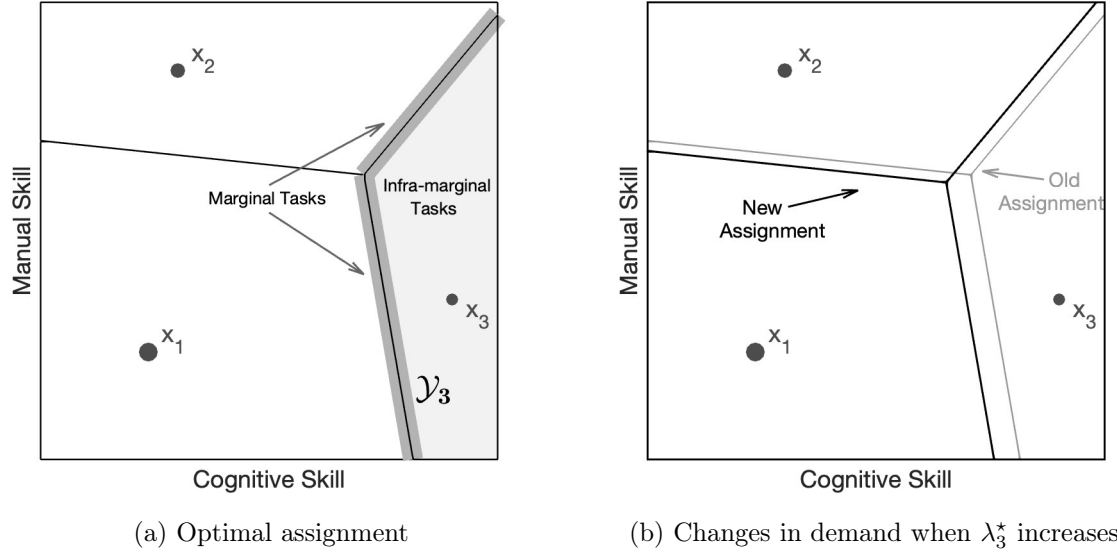 x₂
Infra-marginal
Tasks
Marginal Tasks
x₃
x₁
𝒴₃
Manual Skill
Cognitive Skill
(a) Optimal assignment
x₂
Old
Assignment
New
Assignment
x₃
x₁
Manual Skill
Cognitive Skill
(b) Changes in demand when λ₃⋆ increases